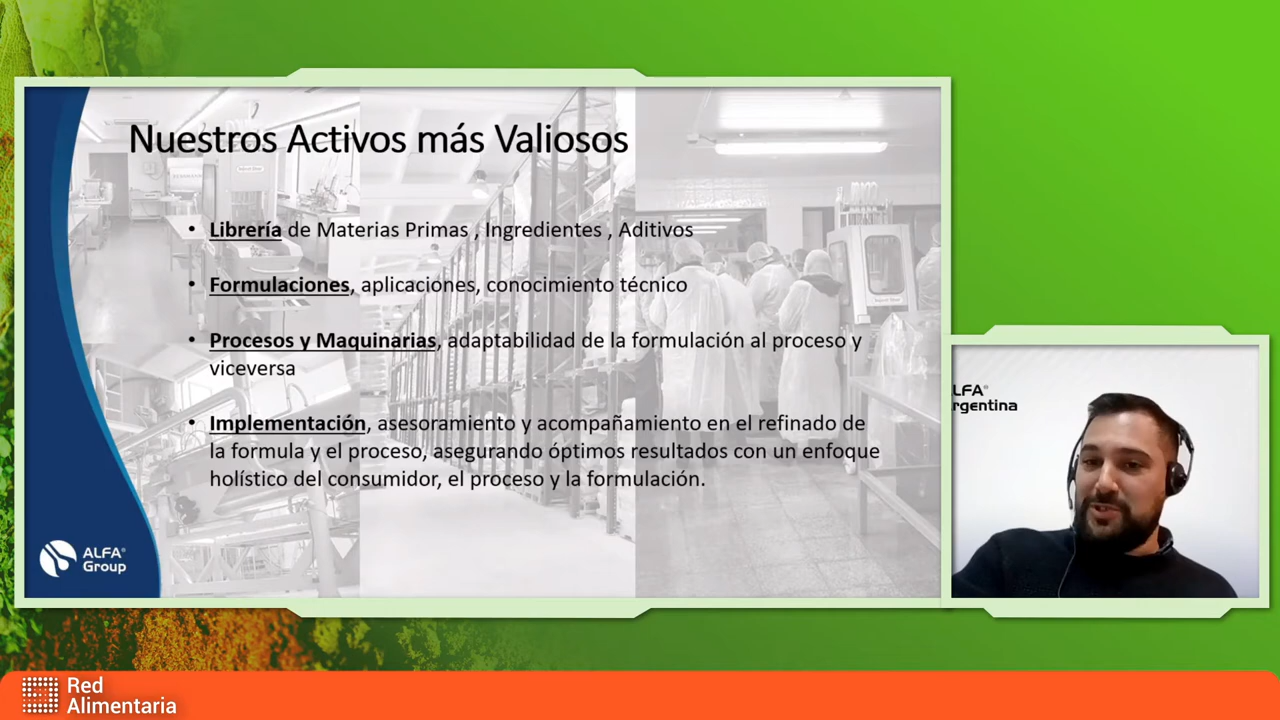 Nuestros Activos más Valiosos
• Librería de Materias Primas , Ingredientes , Aditivos
• Formulaciones, aplicaciones, conocimiento técnico
• Procesos y Maquinarias, adaptabilidad de la formulación al proceso y
viceversa
• Implementación, asesoramiento y acompañamiento en el refinado de
la formula y el proceso, asegurando óptimos resultados con un enfoque
holístico del consumidor, el proceso y la formulación.
ALFA®
Group
LFA®
rgentina
Red
Alimentaria